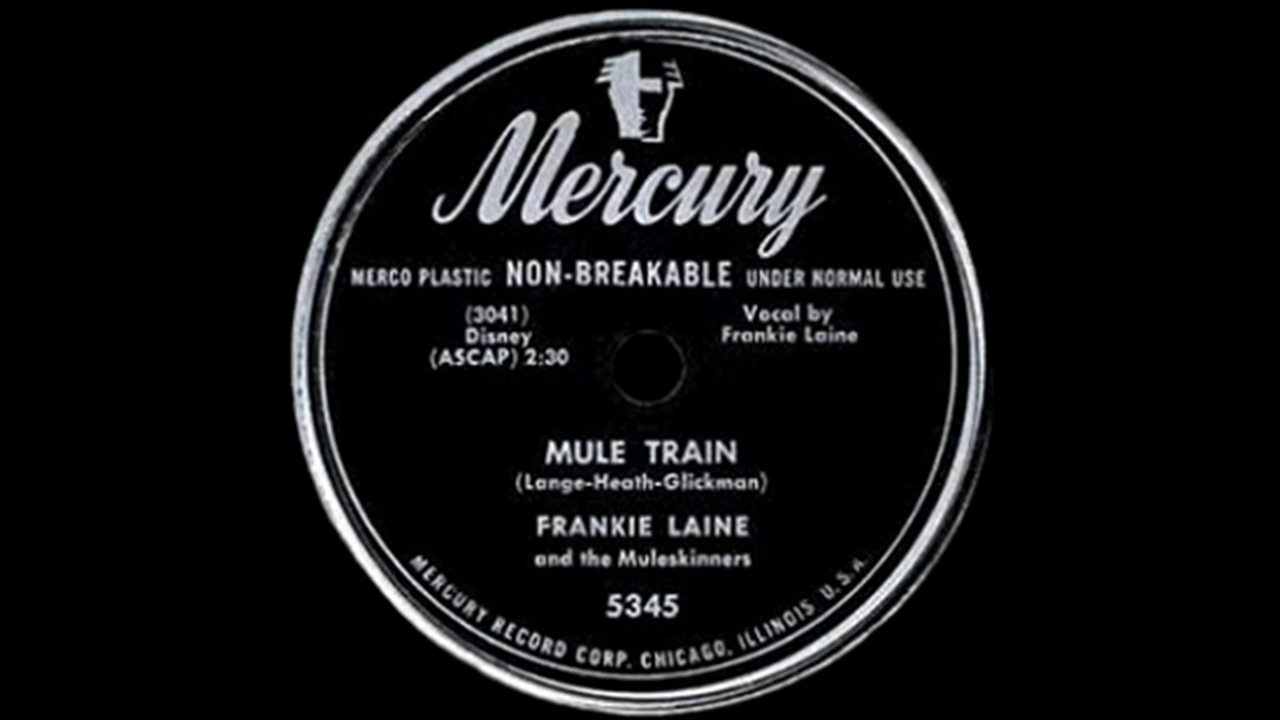 Mercury
MERCO PLASTIC NON-BREAKABLE UNDER NORMAL USE
(3041)
Disney
(ASCAP) 2:30
Vocal by
Frankie Laine
MULE TRAIN
(Lange-Heath-Glickman)
FRANKIE LAINE
and the Muleskinners
5345
MERCURY RECORD CORP. CHICAGO, ILLINOIS U.S.A.